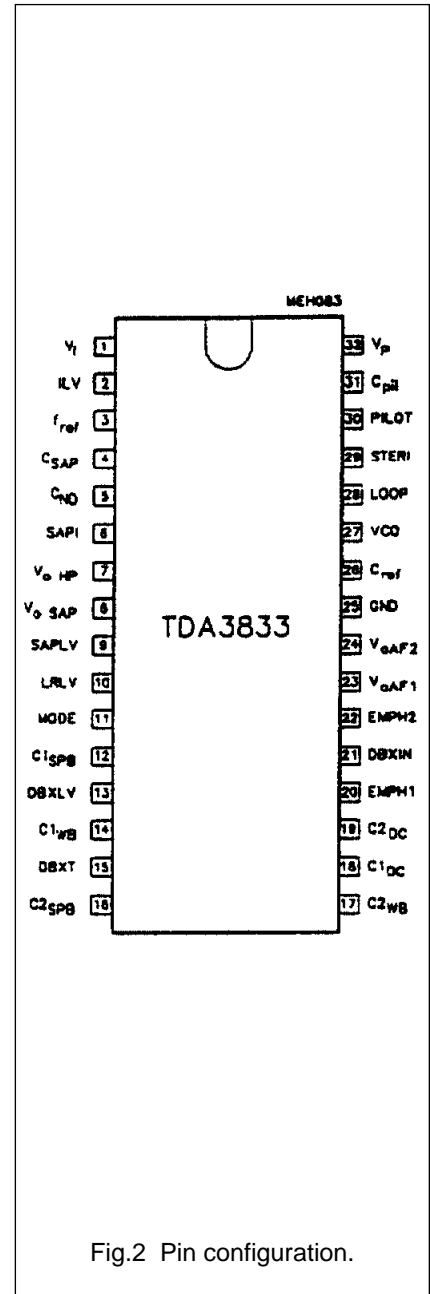 MEH083
V_I 1
ILV 2
f_ref 3
C_SAP 4
C_ND 5
SAPI 6
V_o HP 7
V_o SAP 8
SAPLV 9
LRLV 10
MODE 11
C1_SPB 12
DBXLV 13
C1_WB 14
DBXT 15
C2_SPB 16
TDA3833
32 V_P
31 C_pil
30 PILOT
29 STERI
28 LOOP
27 VCO
26 C_ref
25 GND
24 V_oAF2
23 V_oAF1
22 EMPH2
21 DBXIN
20 EMPH1
19 C2_DC
18 C1_DC
17 C2_WB
Fig.2 Pin configuration.